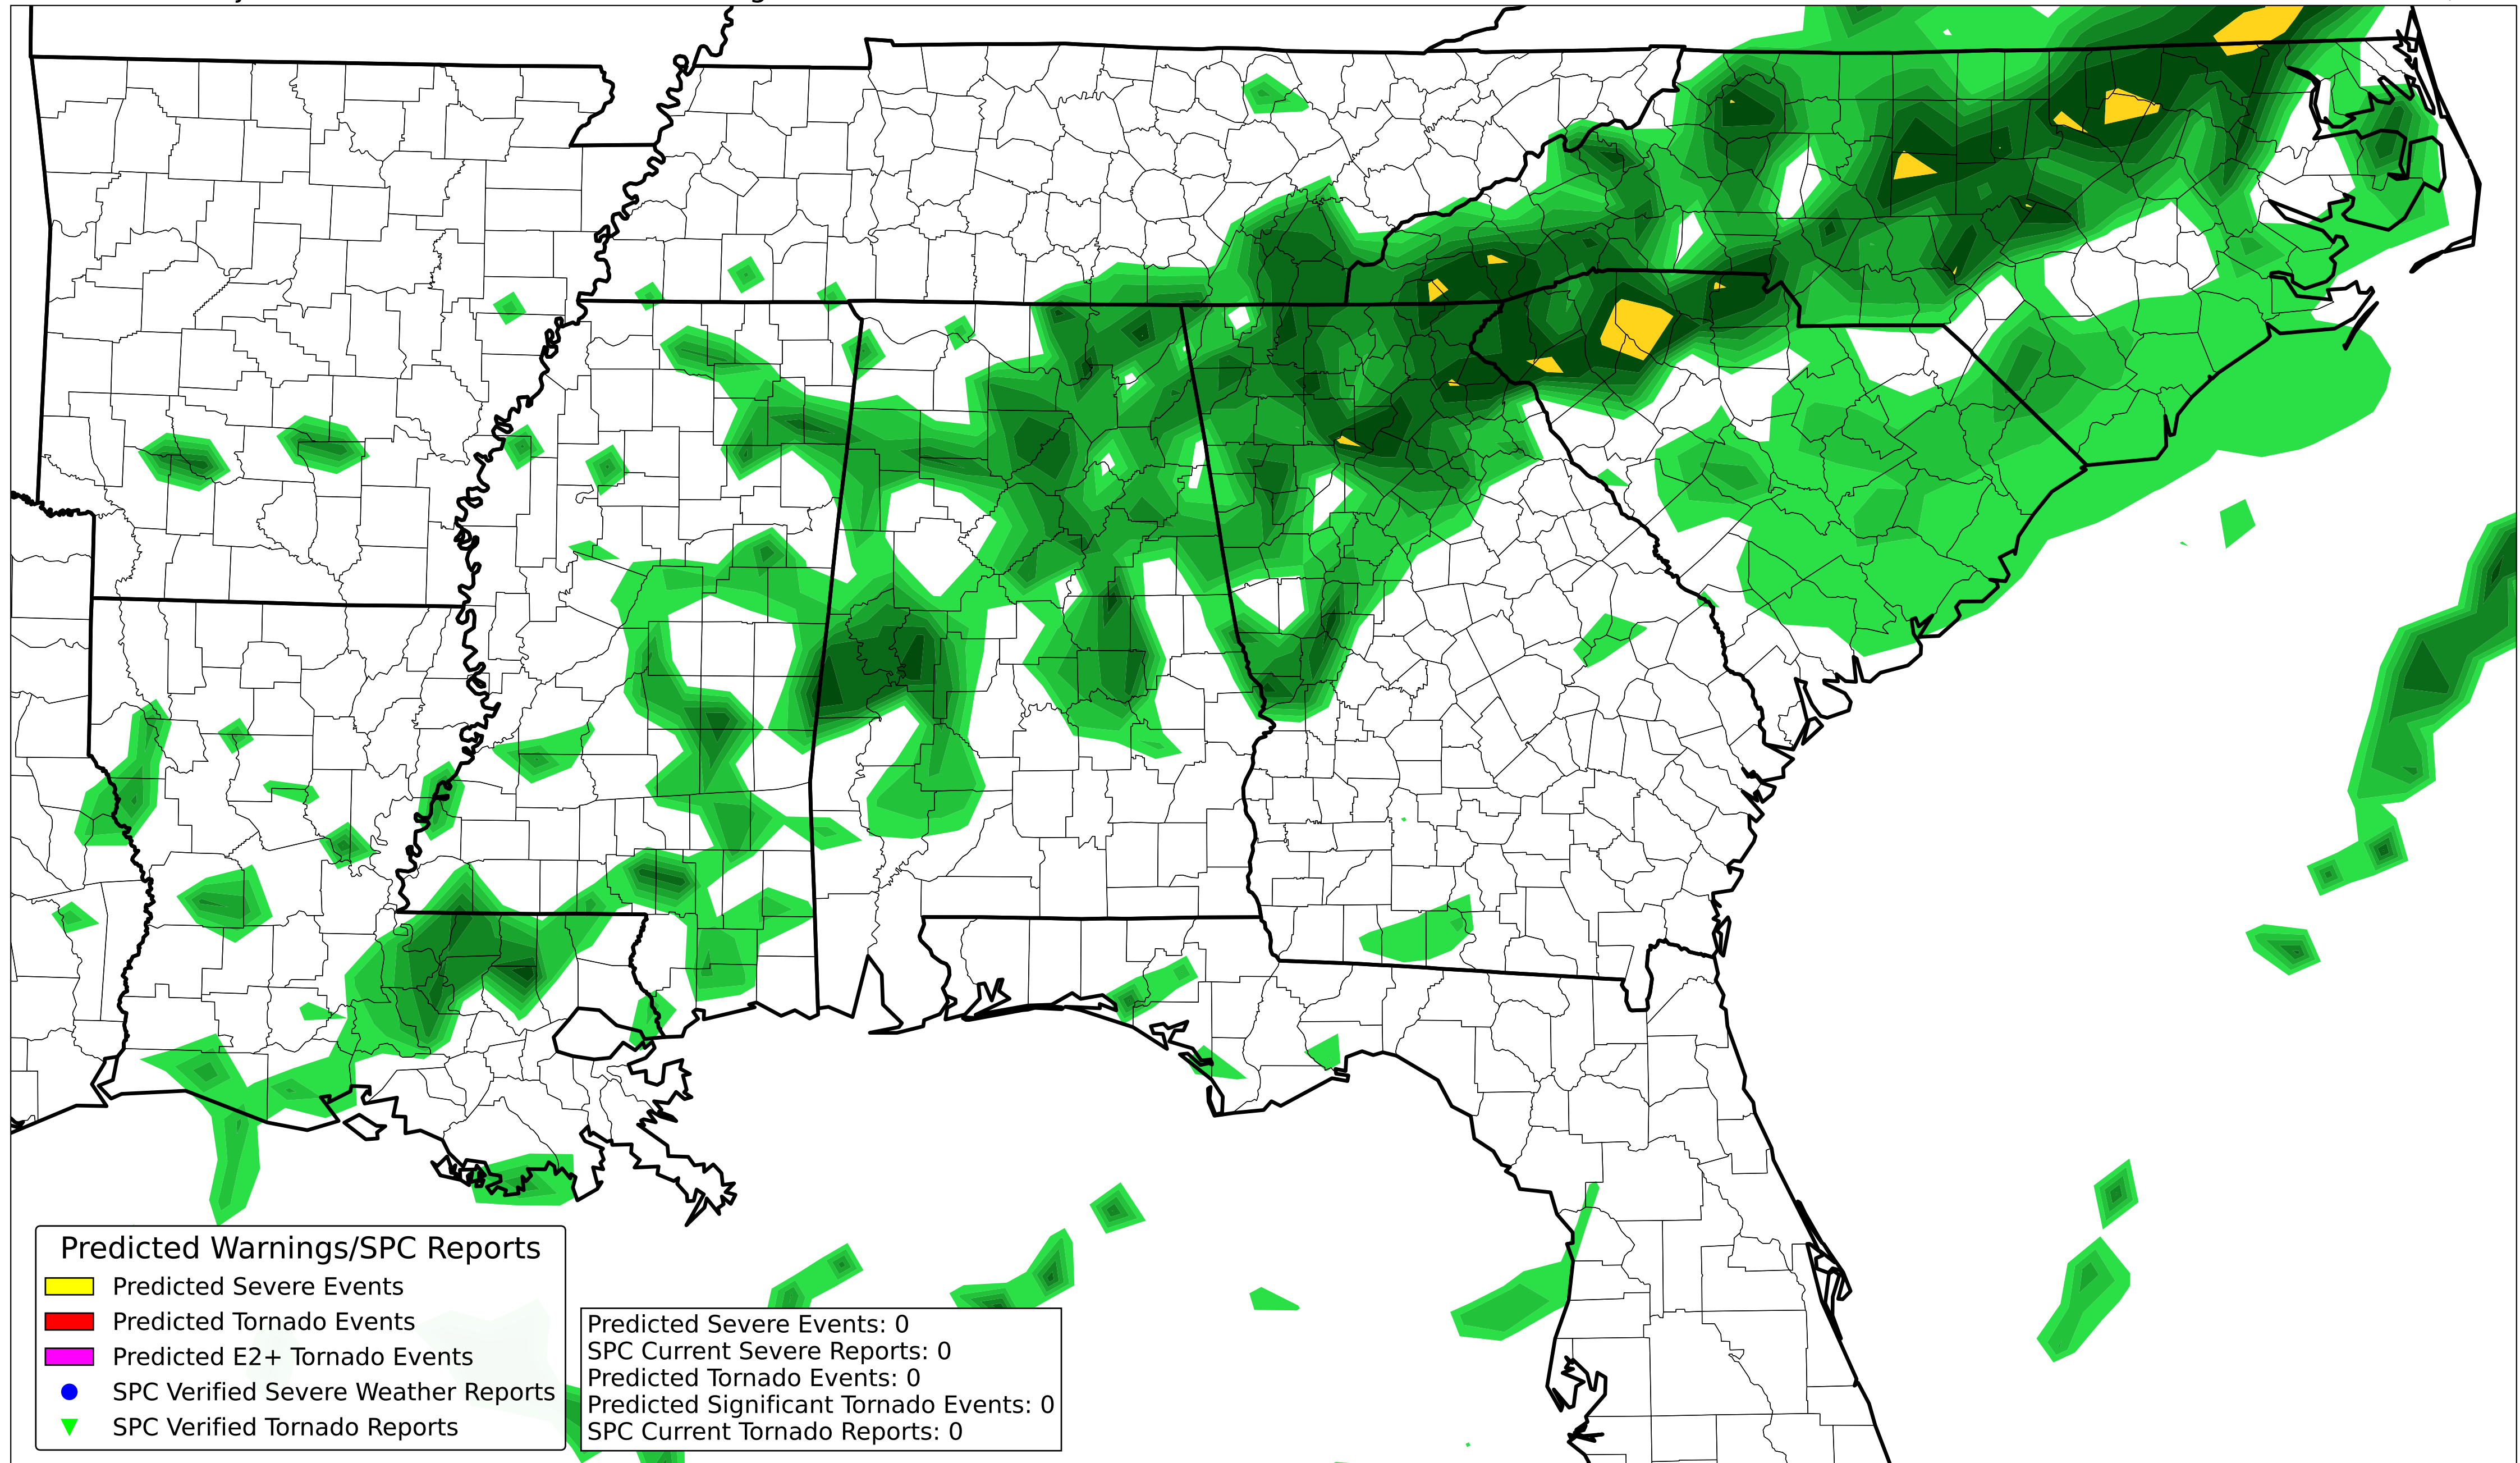 Predicted Warnings/SPC Reports
Predicted Severe Events
Predicted Tornado Events
Predicted E2+ Tornado Events
SPC Verified Severe Weather Reports
SPC Verified Tornado Reports
Predicted Severe Events: 0
SPC Current Severe Reports: 0
Predicted Tornado Events: 0
Predicted Significant Tornado Events: 0
SPC Current Tornado Reports: 0